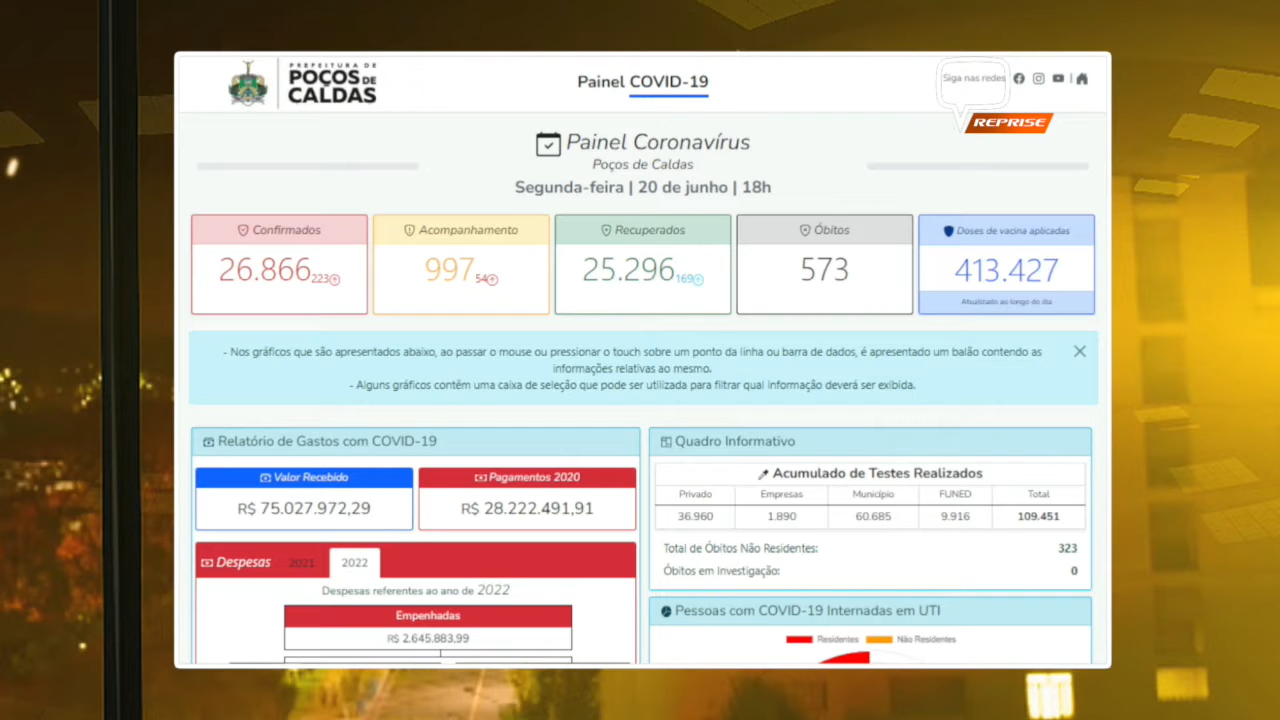 PREFEITURA DE
POÇOS DE
CALDAS
Painel COVID-19
Siga nas redes
REPRISE
Painel Coronavírus
Poços de Caldas
Segunda-feira | 20 de junho | 18h
Confirmados
26.866 223
Acompanhamento
997 54
Recuperados
25.296 169
Óbitos
573
Doses de vacina aplicadas
413.427
Atualizado ao longo do dia
- Nos gráficos que são apresentados abaixo, ao passar o mouse ou pressionar o touch sobre um ponto da linha ou barra de dados, é apresentado um balão contendo as
informações relativas ao mesmo.
- Alguns gráficos contêm uma caixa de seleção que pode ser utilizada para filtrar qual informação deverá ser exibida.
Relatório de Gastos com COVID-19
Valor Recebido
R$ 75.027.972,29
Pagamentos 2020
R$ 28.222.491,91
Despesas 2021 2022
Despesas referentes ao ano de 2022
Empenhadas
R$ 2.645.883,99
Quadro Informativo
Acumulado de Testes Realizados
Privado Empresas Município FUNED Total
36.960 1.890 60.685 9.916 109.451
Total de Óbitos Não Residentes: 323
Óbitos em Investigação: 0
Pessoas com COVID-19 Internadas em UTI
Residentes Não Residentes